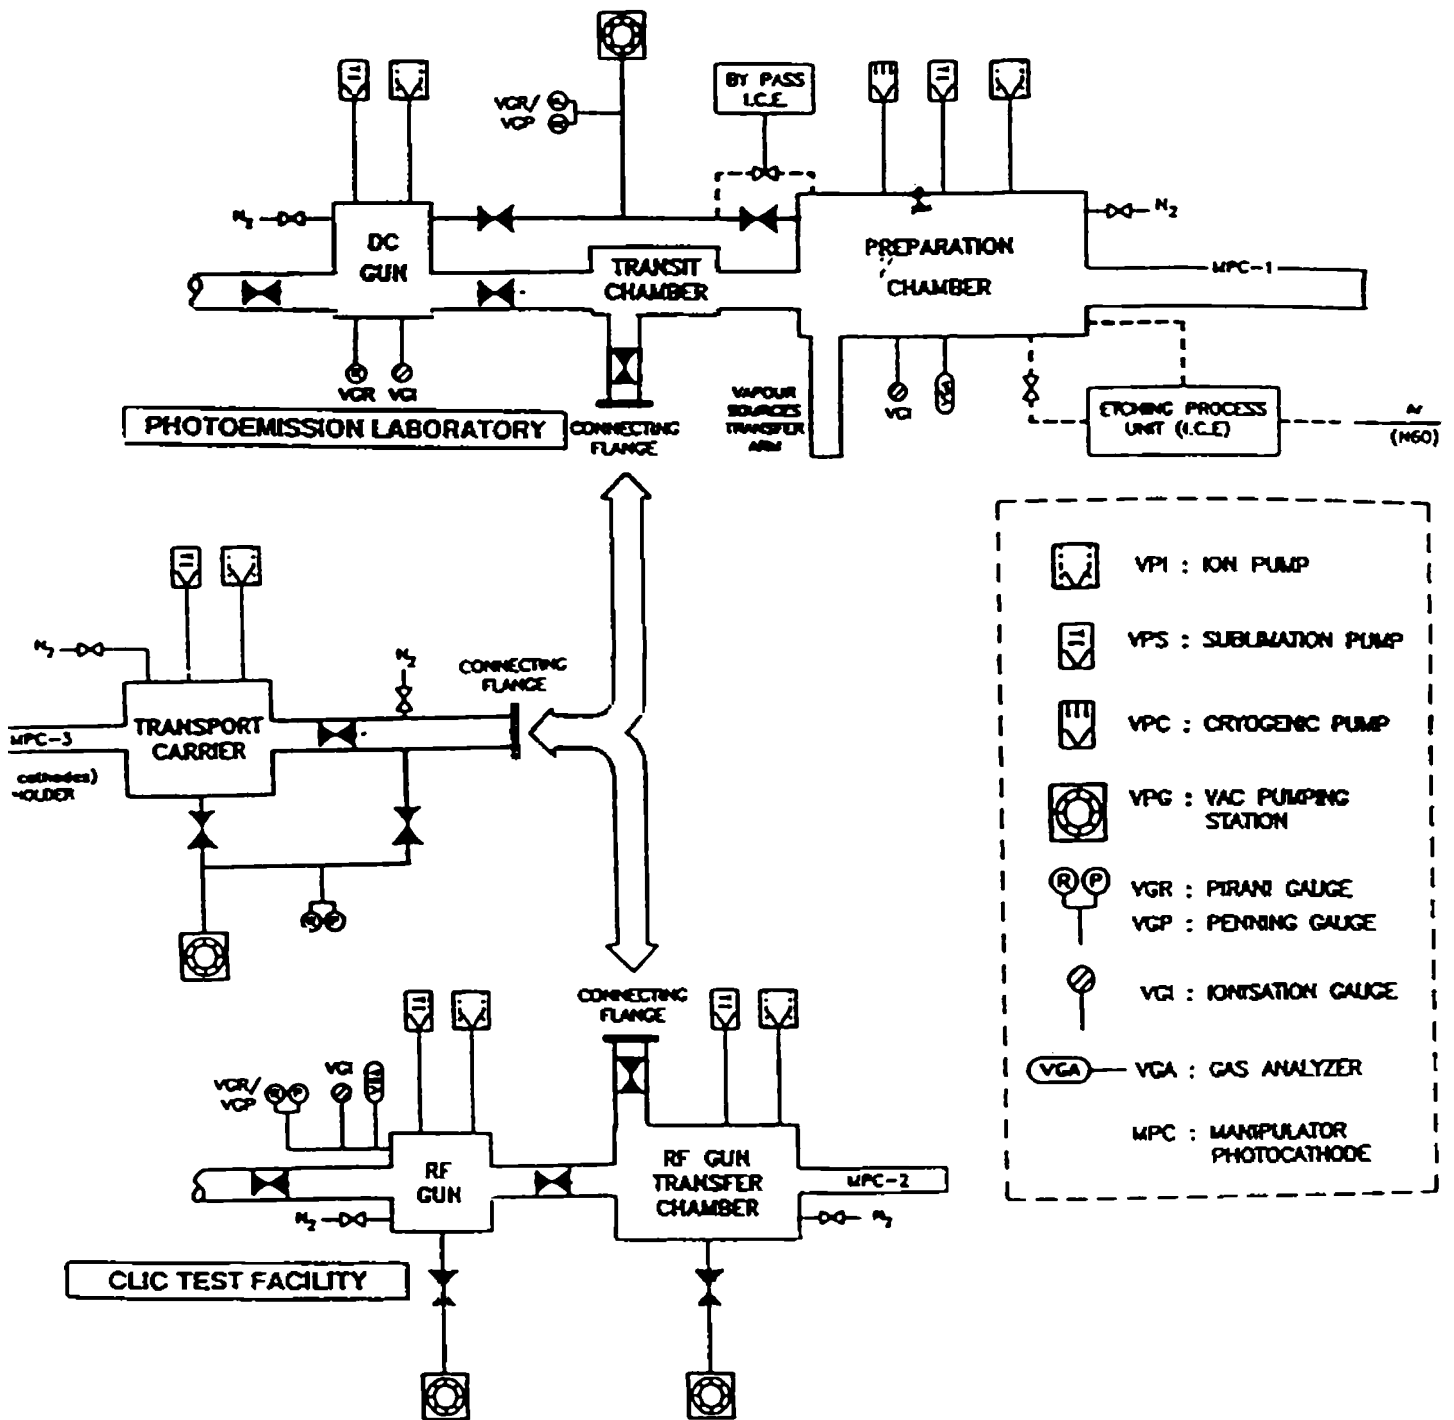 VGR/
VGP
BY PASS
I.C.E.
N2
DC
GUN
TRANSIT
CHAMBER
PREPARATION
CHAMBER
N2
MPC-1
VGR
VGI
PHOTOEMISSION LABORATORY
CONNECTING
FLANGE
VAPOUR
SOURCES
TRANSFER
ARM
VGI
VGA
ETCHING PROCESS
UNIT (I.C.E)
Ar
(N60)
N2
N2
CONNECTING
FLANGE
MPC-3
TRANSPORT
CARRIER
cathodes)
HOLDER
R P
VPI : ION PUMP
VPS : SUBLIMATION PUMP
VPC : CRYOGENIC PUMP
VPG : VAC PUMPING
STATION
R P
VGR : PIRANI GAUGE
VGP : PENNING GAUGE
VGI : IONISATION GAUGE
VGA VGA : GAS ANALYZER
MPC : MANIPULATOR
PHOTOCATHODE
CONNECTING
FLANGE
VGR/
VGP
R P
VGI
VGA
RF
GUN
RF GUN
TRANSFER
CHAMBER
MPC-2
N2
N2
CLIC TEST FACILITY